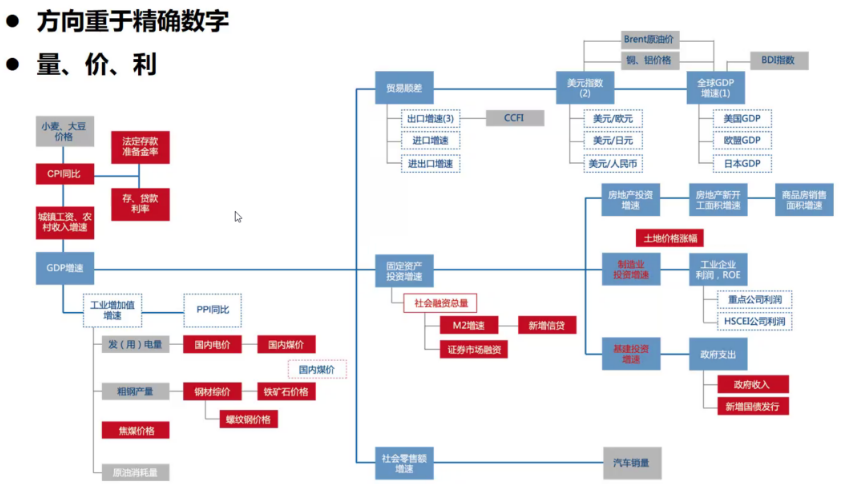 方向重于精确数字
量、价、利
Brent原油价
铜、铝价格
BDI指数
贸易顺差
美元指数
(2)
全球GDP
增速(1)
出口增速(3)
CCFI
美元/欧元
美国GDP
进口增速
美元/日元
欧盟GDP
进出口增速
美元/人民币
日本GDP
小麦、大豆
价格
法定存款
准备金率
CPI同比
存、贷款
利率
城镇工资、农
村收入增速
GDP增速
房地产投资
增速
房地产新开
工面积增速
商品房销售
面积增速
土地价格涨幅
固定资产
投资增速
制造业
投资增速
工业企业
利润，ROE
社会融资总量
重点公司利润
M2增速
新增信贷
HSCEI公司利润
证券市场融资
基建投资
增速
政府支出
政府收入
新增国债发行
工业增加值
增速
PPI同比
发（用）电量
国内电价
国内煤价
国内煤价
粗钢产量
钢材综价
铁矿石价格
螺纹钢价格
焦煤价格
原油消耗量
社会零售额
增速
汽车销量